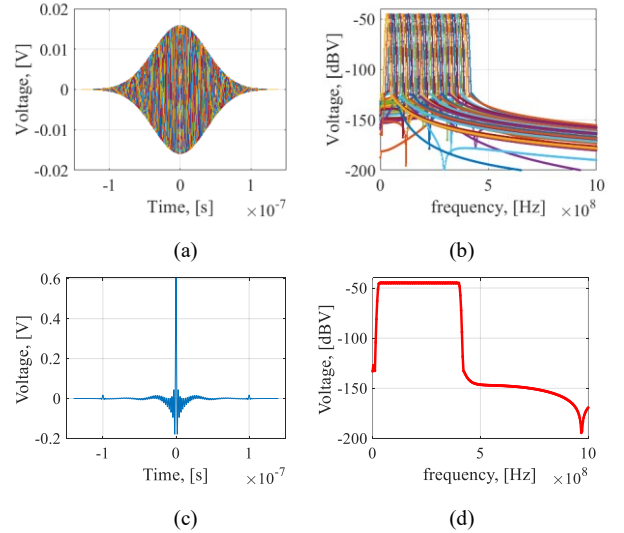 0.02
0.01
0
-0.01
-0.02
Voltage, [V]
-1 0 1
Time, [s]
×10⁻⁷
(a)
-50
-100
-150
-200
Voltage, [dBV]
0 5 10
frequency, [Hz]
×10⁸
(b)
0.6
0.4
0.2
0
-0.2
Voltage, [V]
-1 0 1
Time, [s]
×10⁻⁷
(c)
-50
-100
-150
-200
Voltage, [dBV]
0 5 10
frequency, [Hz]
×10⁸
(d)